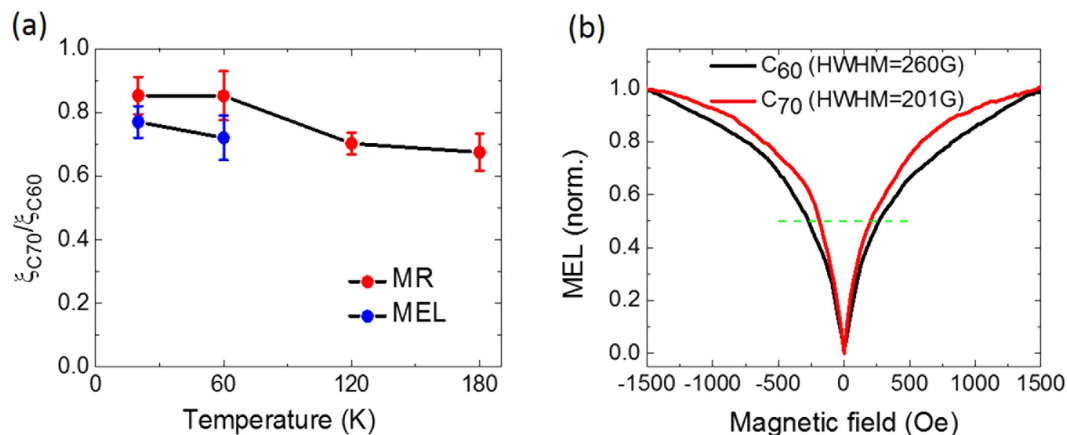 (a)
1.0
0.8
0.6
0.4
0.2
0.0
ξC70/ξC60
MR
MEL
0 60 120 180
Temperature (K)
(b)
C60 (HWHM=260G)
C70 (HWHM=201G)
1.0
0.8
0.6
0.4
0.2
0.0
MEL (norm.)
-1500 -1000 -500 0 500 1000 1500
Magnetic field (Oe)